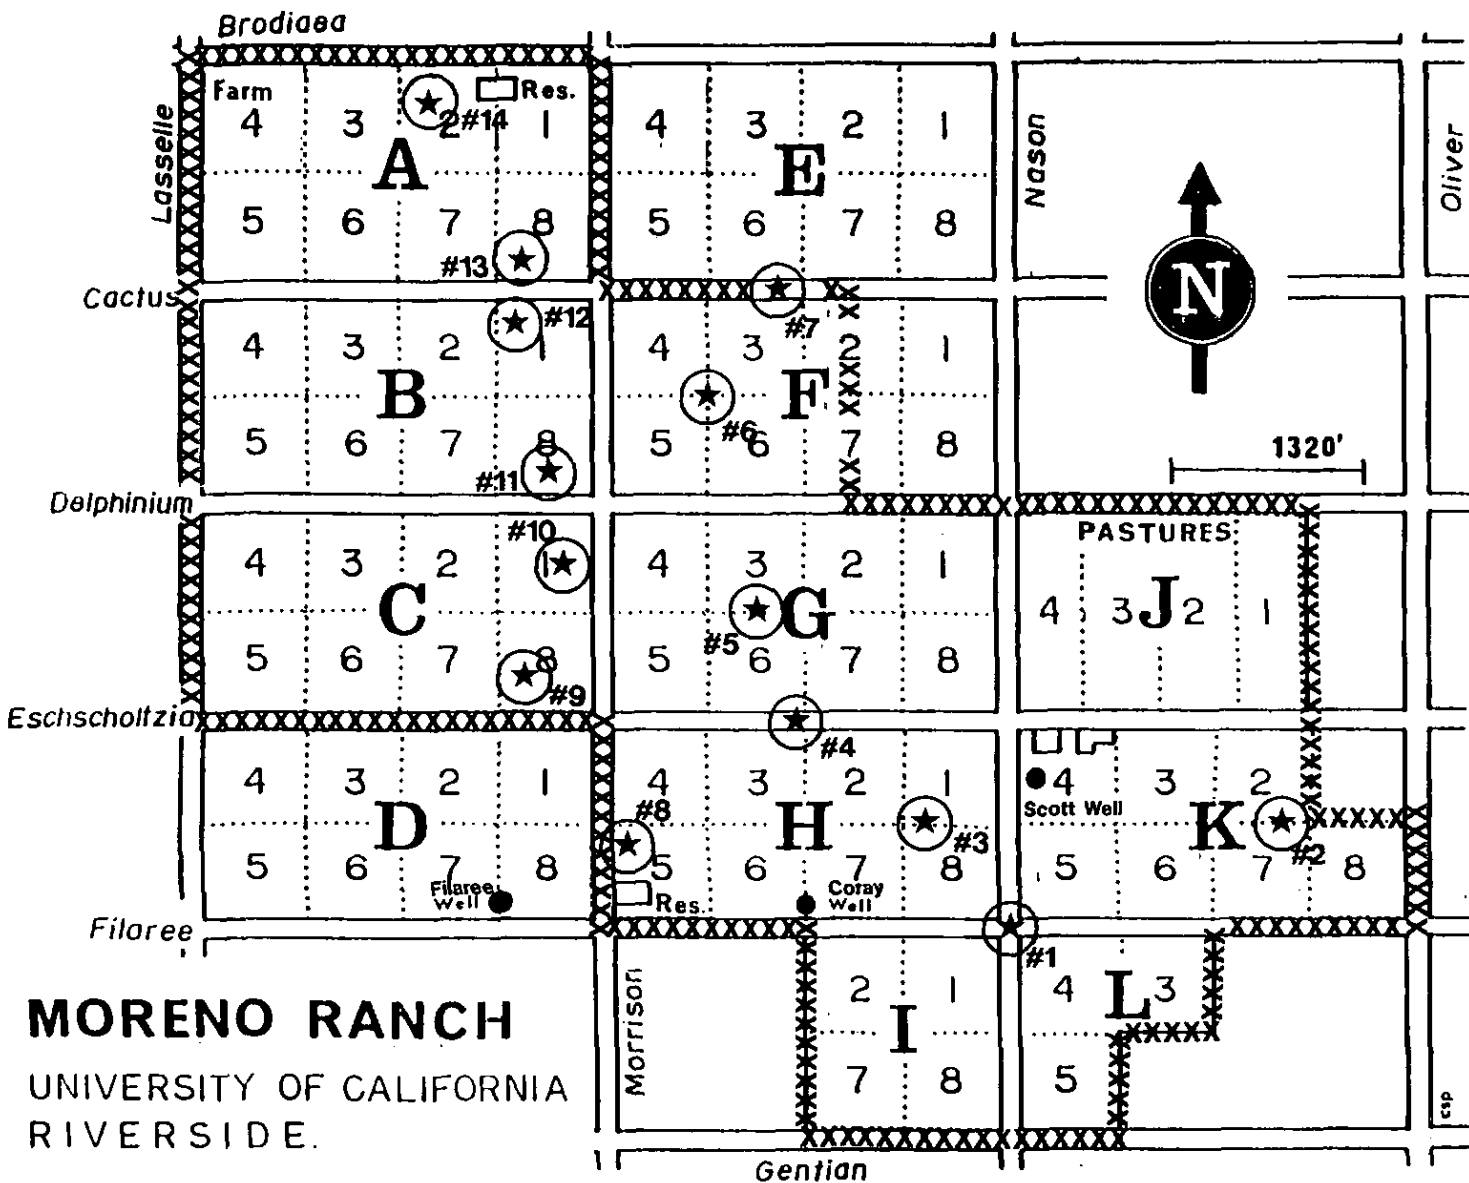 Brodiaea
Farm
Res.
4 3 2 #14 1 4 3 2 1
Lasselle
A
E
Nason
Oliver
5 6 7 8 5 6 7 8
#13
N
Cactus
#12
#7
4 3 2 1 4 3 2 1
B
F
5 6 7 8 5 #6 6 7 8
1320'
#11
Delphinium
#10
PASTURES
4 3 2 1 4 3 2 1
C
G
4 3 J 2 1
#5
5 6 7 8 5 6 7 8
#9
Eschscholtzia
#4
4 3 2 1 4 3 2 1 4 3 2
#8
Scott Well
D
H
K
#3
#2
5 6 7 8 5 6 7 8 5 6 7 8
Filaree
Well
Res.
Coray
Well
Filaree
#1
Morrison
2 1 4 L 3
I
7 8 5
MORENO RANCH
UNIVERSITY OF CALIFORNIA
RIVERSIDE.
csp
Gentian